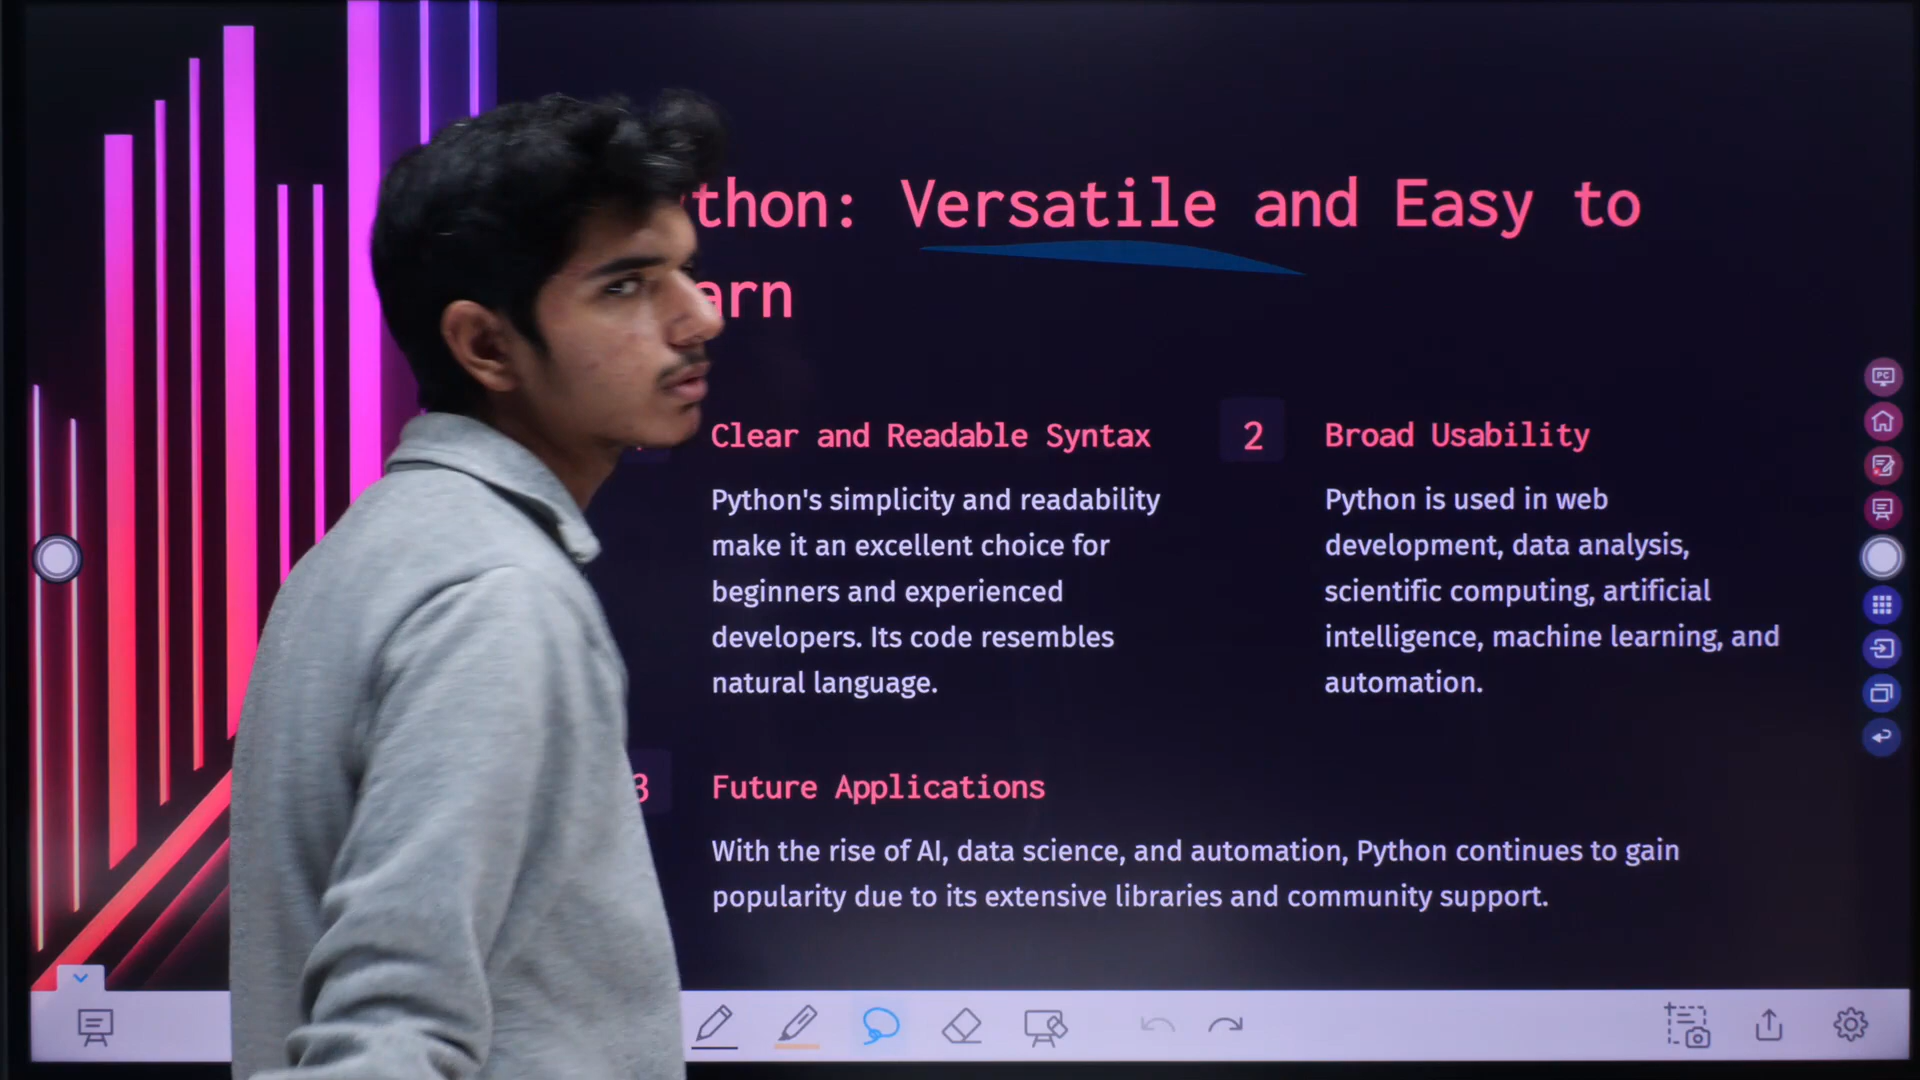 thon: Versatile and Easy to
arn
Clear and Readable Syntax
Python's simplicity and readability
make it an excellent choice for
beginners and experienced
developers. Its code resembles
natural language.
2 Broad Usability
Python is used in web
development, data analysis,
scientific computing, artificial
intelligence, machine learning, and
automation.
3 Future Applications
With the rise of AI, data science, and automation, Python continues to gain
popularity due to its extensive libraries and community support.
PC